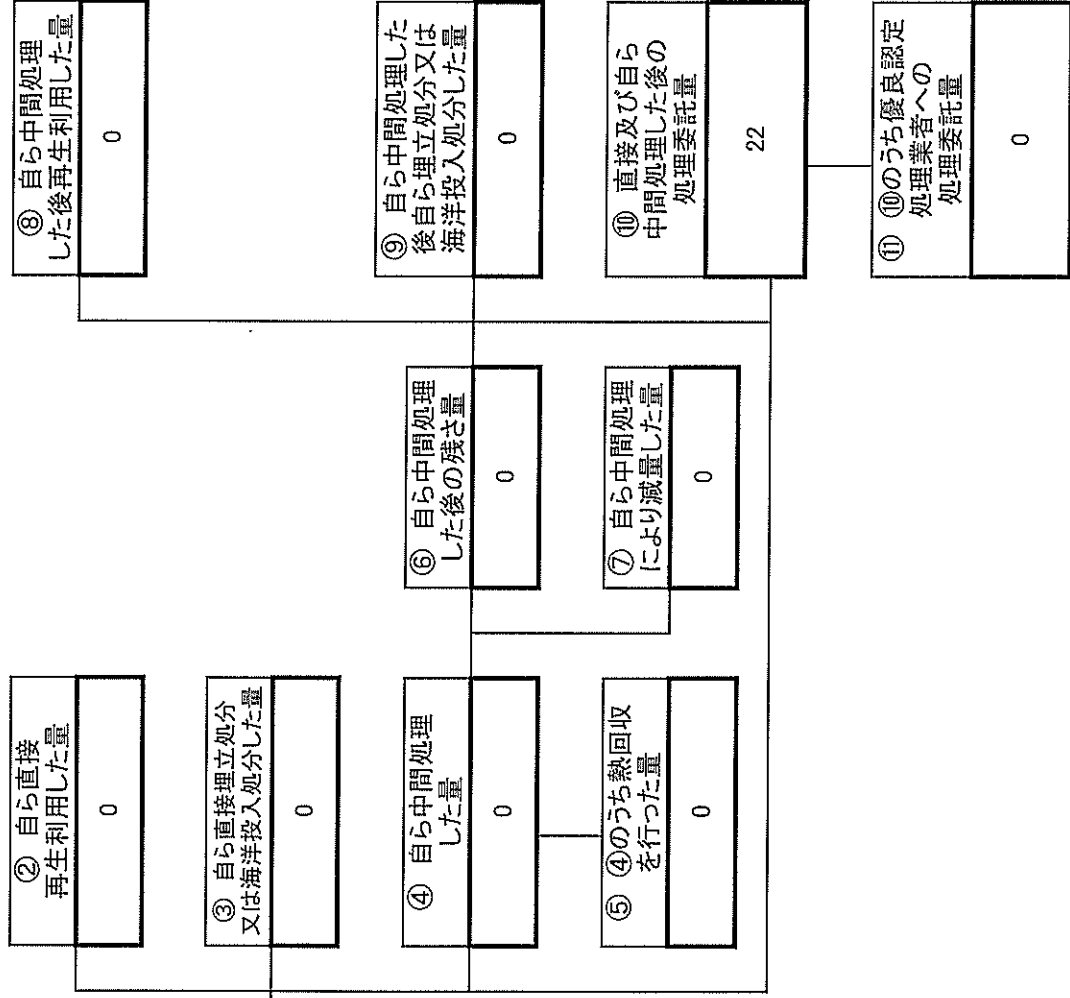 ② 自ら直接
再生利用した量
0
③ 自ら直接埋立処分
又は海洋投入処分した量
0
④ 自ら中間処理
した量
0
⑤ ④のうち熱回収
を行った量
0
⑥ 自ら中間処理
した後の残さ量
0
⑦ 自ら中間処理
により減量した量
0
⑧ 自ら中間処理
した後再生利用した量
0
⑨ 自ら中間処理した
後自ら埋立処分又は
海洋投入処分した量
0
⑩ 直接及び自ら
中間処理した後の
処理委託量
22
⑪ ⑩のうち優良認定
処理業者への
処理委託量
0